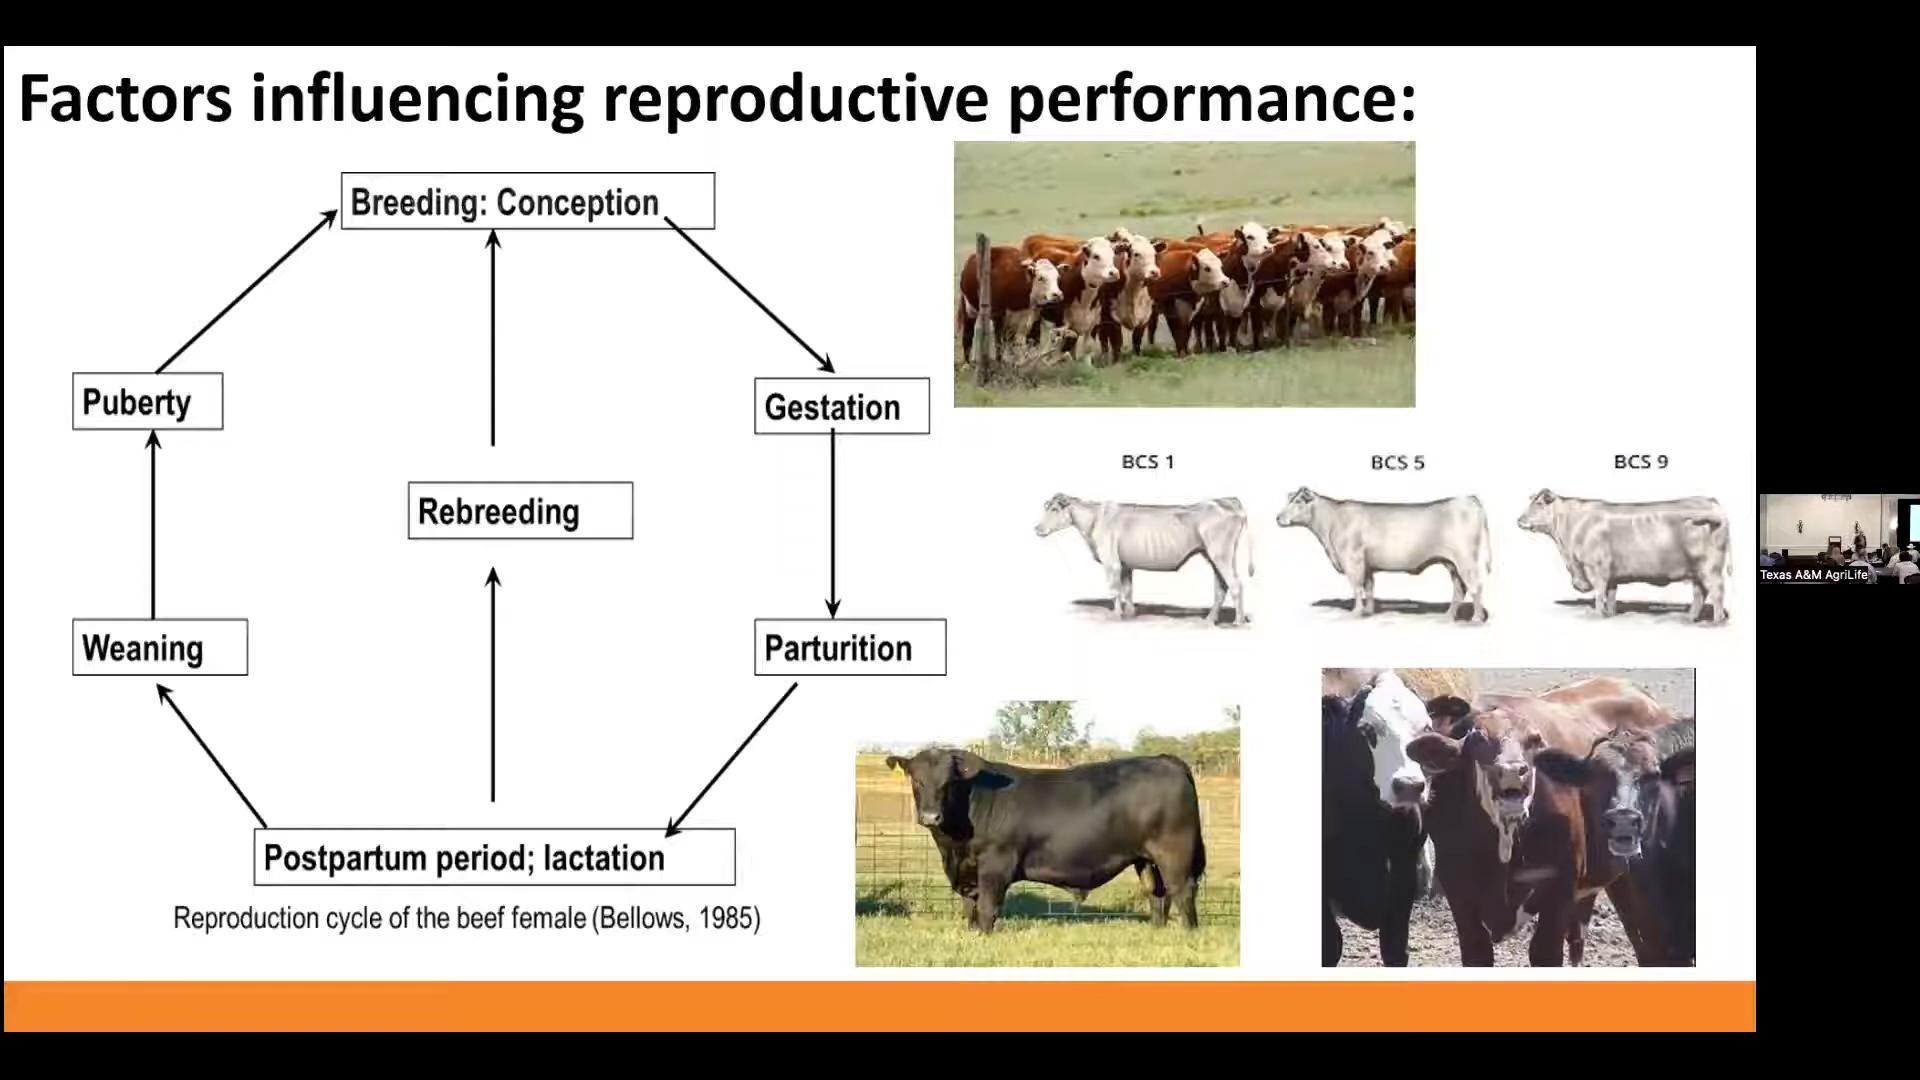 Factors influencing reproductive performance:
Breeding: Conception
Puberty
Gestation
Rebreeding
Weaning
Parturition
Postpartum period; lactation
Reproduction cycle of the beef female (Bellows, 1985)
BCS 1
BCS 5
BCS 9
Texas A&M AgriLife